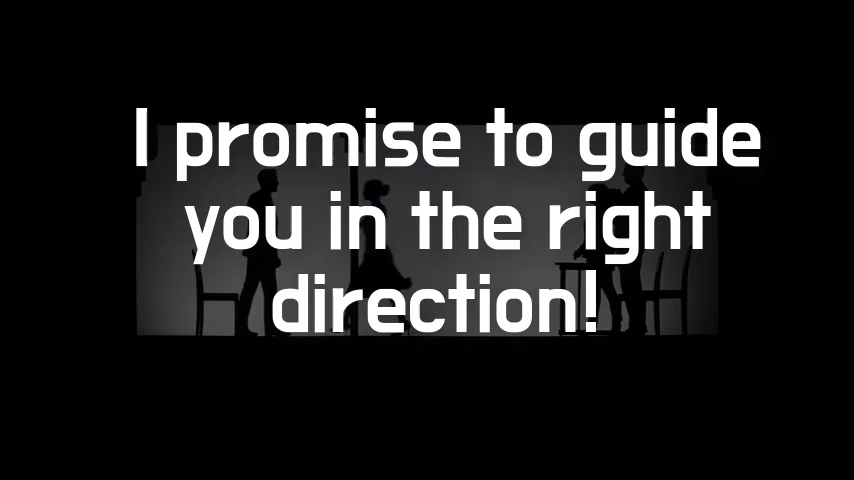 I promise to guide
you in the right
direction!